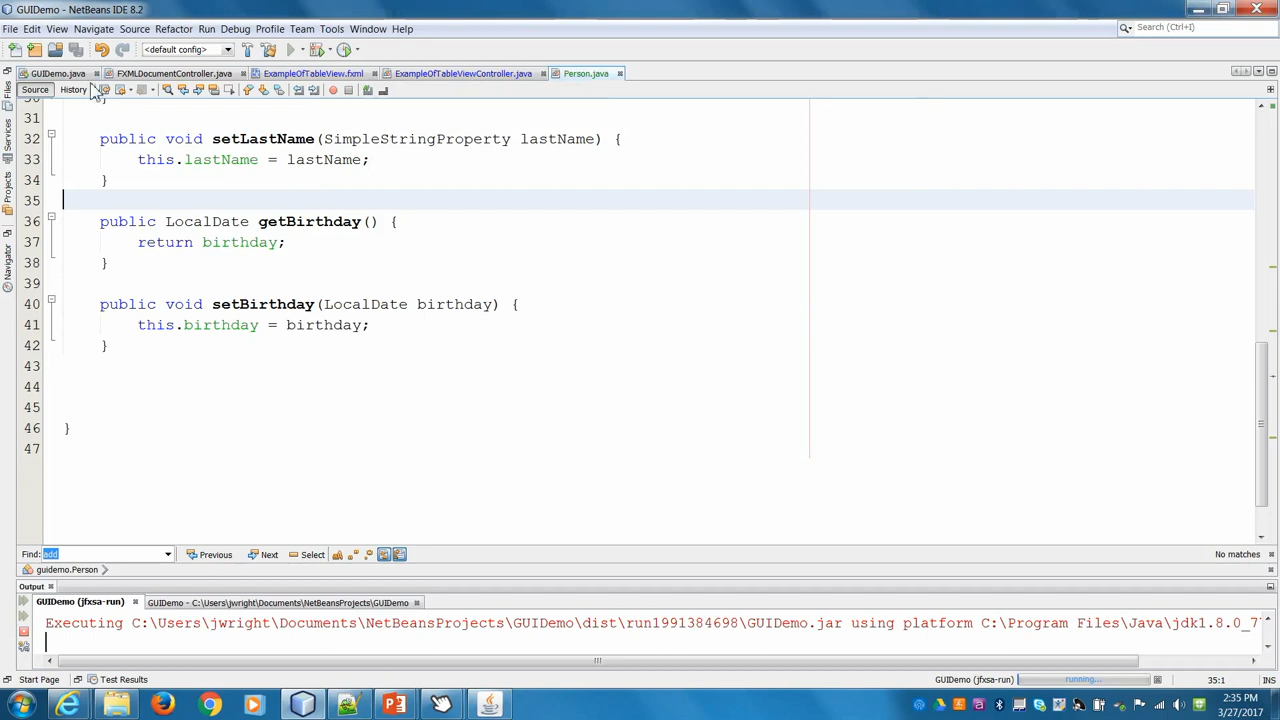 GUIDemo - NetBeans IDE 8.2
File Edit View Navigate Source Refactor Run Debug Profile Team Tools Window Help
Search (Ctrl+I)
<default config>
GUIDemo.java FXMLDocumentController.java ExampleOfTableView.fxml ExampleOfTableViewController.java Person.java
Source History
30 }
31
32 public void setLastName(SimpleStringProperty lastName) {
33 this.lastName = lastName;
34 }
35
36 public LocalDate getBirthday() {
37 return birthday;
38 }
39
40 public void setBirthday(LocalDate birthday) {
41 this.birthday = birthday;
42 }
43
44
45
46 }
47
Find: add Previous Next Select No matches
guidemo.Person
Output
GUIDemo (jfxsa-run) GUIDemo - C:\Users\jwright\Documents\NetBeansProjects\GUIDemo
Executing C:\Users\jwright\Documents\NetBeansProjects\GUIDemo\dist\run1991384698\GUIDemo.jar using platform C:\Program Files\Java\jdk1.8.0_7
Start Page Test Results GUIDemo (jfxsa-run) running... 35:1 INS
2:35 PM
3/27/2017